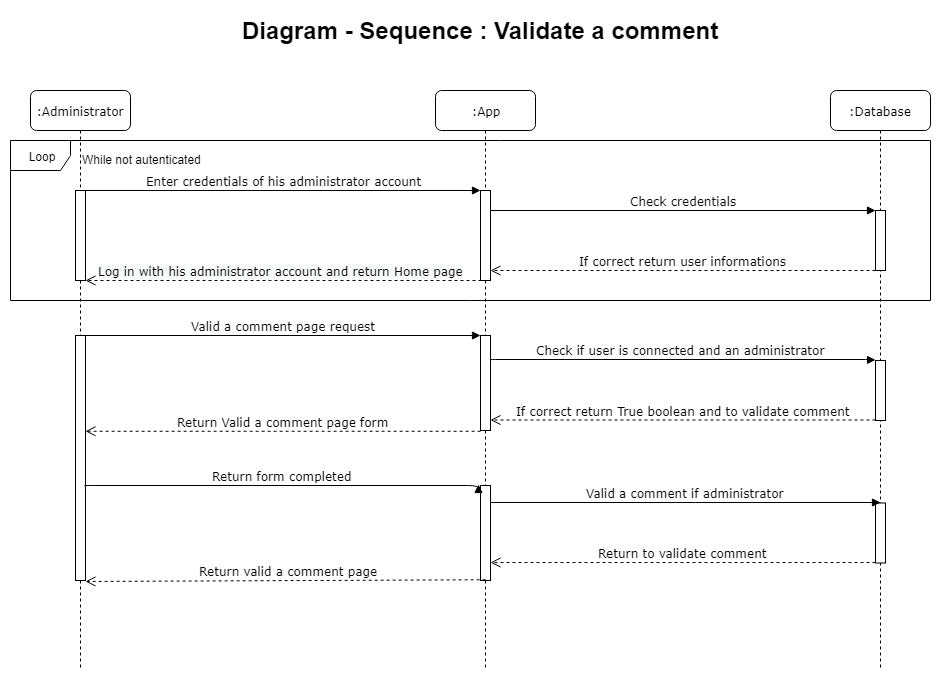 Diagram - Sequence : Validate a comment
:Administrator
:App
:Database
Loop
While not autenticated
Enter credentials of his administrator account
Check credentials
If correct return user informations
Log in with his administrator account and return Home page
Valid a comment page request
Check if user is connected and an administrator
If correct return True boolean and to validate comment
Return Valid a comment page form
Return form completed
Valid a comment if administrator
Return to validate comment
Return valid a comment page